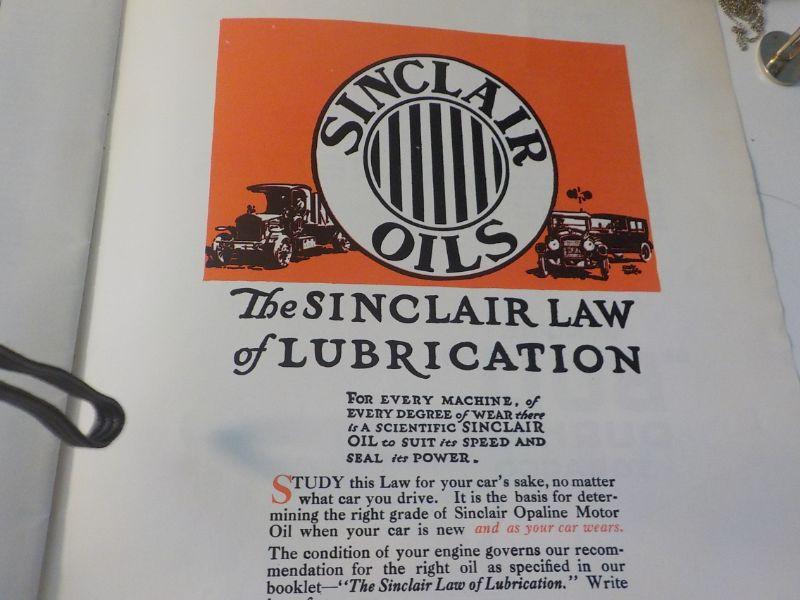 SINCLAIR
OILS
The SINCLAIR LAW
of LUBRICATION
FOR EVERY MACHINE, of
EVERY DEGREE of WEAR there
is A SCIENTIFIC SINCLAIR
OIL to SUIT its SPEED AND
SEAL its POWER.
STUDY this Law for your car's sake, no matter
what car you drive. It is the basis for deter-
mining the right grade of Sinclair Opaline Motor
Oil when your car is new and as your car wears.
The condition of your engine governs our recom-
mendation for the right oil as specified in our
booklet—"The Sinclair Law of Lubrication." Write